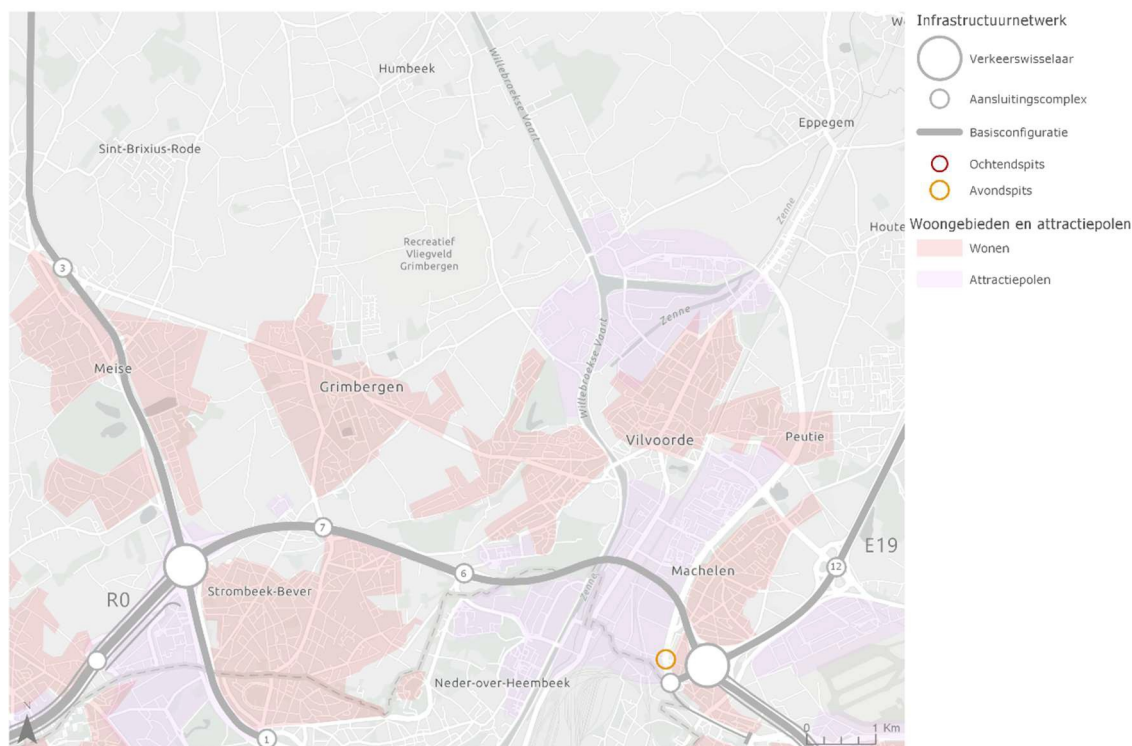 Humbeek
Willebroekse Vaart
Eppegem
Sint-Brixius-Rode
Zenne
Houte
Recreatief
Vliegveld
Grimbergen
3
Zenne
Meise
Grimbergen
Willebroekse Vaart
Vilvoorde
Peutie
7
E19
6
12
Machelen
R0
Strombeek-Bever
Zenne
Neder-over-Heembeek
1
N
0 1 Km
Infrastructuurnetwerk
Verkeerswisselaar
Aansluitingscomplex
Basisconfiguratie
Ochtendspits
Avondspits
Woongebieden en attractiepolen
Wonen
Attractiepolen